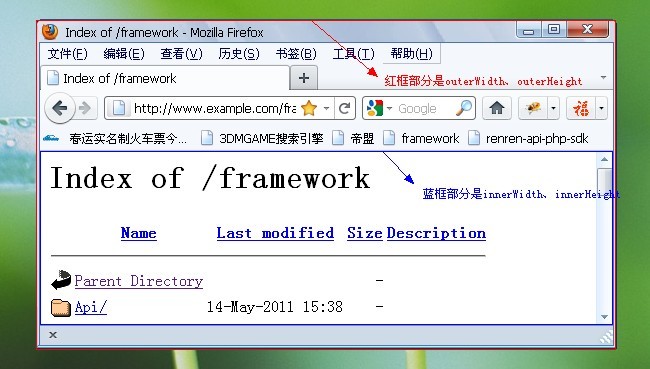 Index of /framework - Mozilla Firefox
文件(F) 编辑(E) 查看(V) 历史(S) 书签(B) 工具(T) 帮助(H)
Index of /framework
红框部分是outerWidth、outerHeight
http://www.example.com/fra
Google
福
春运实名制火车票今... 3DMGAME搜索引擎 帝盟 framework renren-api-php-sdk
Index of /framework
蓝框部分是innerWidth、innerHeight
Name Last modified Size Description
Parent Directory -
Api/ 14-May-2011 15:38 -